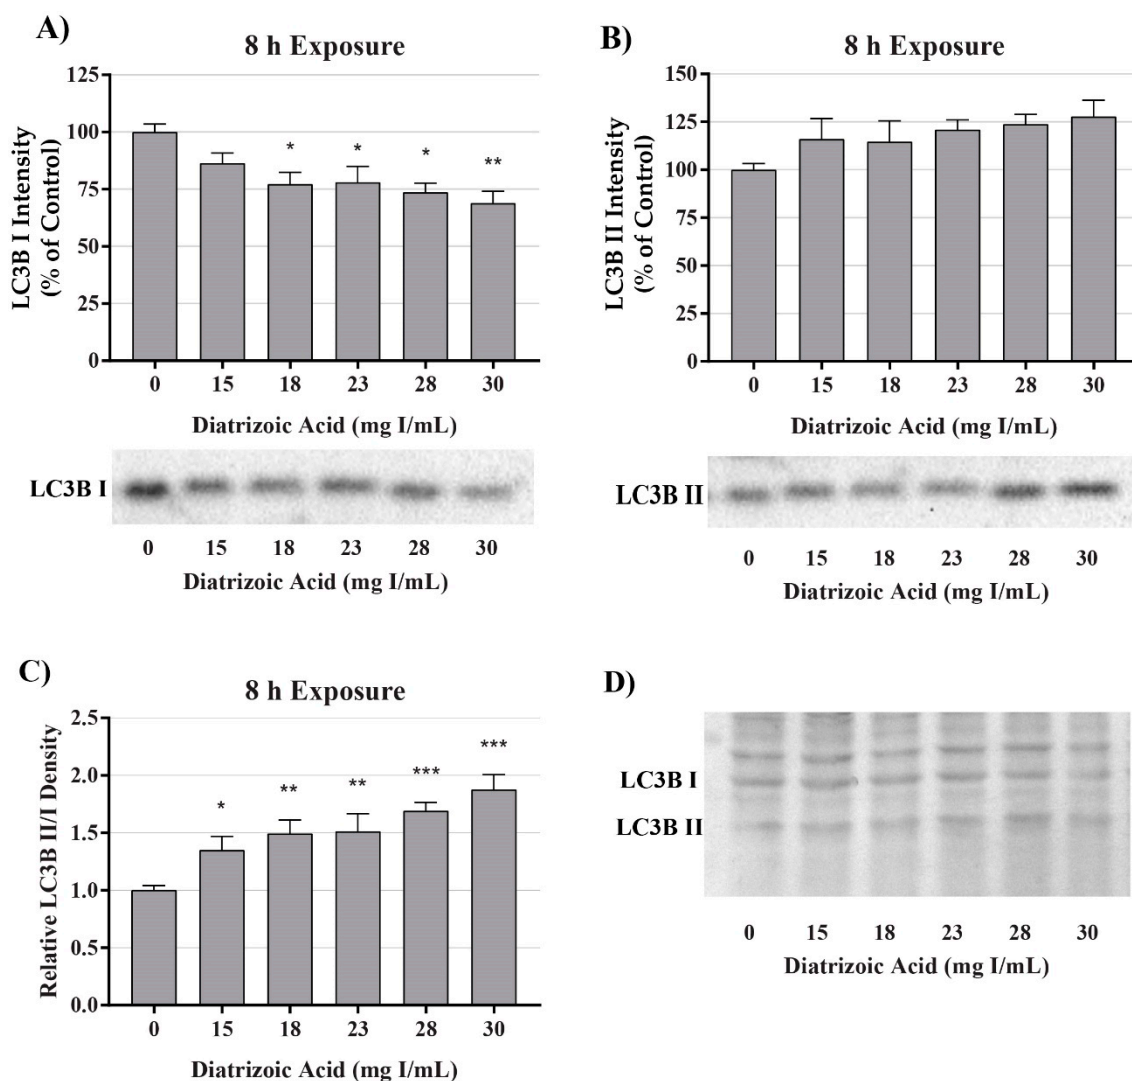 A)
8 h Exposure
LC3B I Intensity
(% of Control)
125
100
75
50
25
0
* * * **
0 15 18 23 28 30
Diatrizoic Acid (mg I/mL)
LC3B I
0 15 18 23 28 30
Diatrizoic Acid (mg I/mL)
B)
8 h Exposure
LC3B II Intensity
(% of Control)
150
125
100
75
50
25
0
0 15 18 23 28 30
Diatrizoic Acid (mg I/mL)
LC3B II
0 15 18 23 28 30
Diatrizoic Acid (mg I/mL)
C)
8 h Exposure
Relative LC3B II/I Density
2.5
2.0
1.5
1.0
0.5
0.0
* ** ** *** ***
0 15 18 23 28 30
Diatrizoic Acid (mg I/mL)
D)
LC3B I
LC3B II
0 15 18 23 28 30
Diatrizoic Acid (mg I/mL)